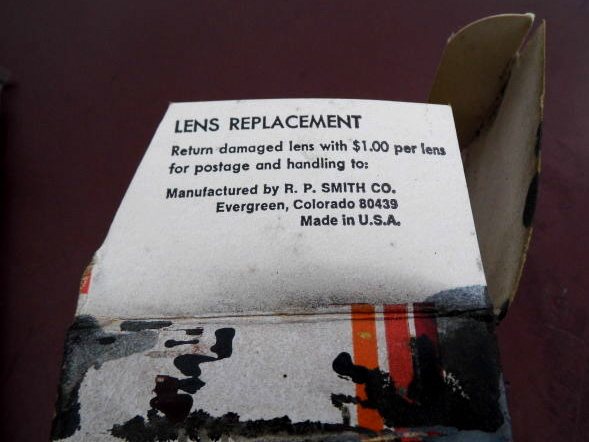 LENS REPLACEMENT
Return damaged lens with $1.00 per lens
for postage and handling to:
Manufactured by R. P. SMITH CO.
Evergreen, Colorado 80439
Made in U.S.A.